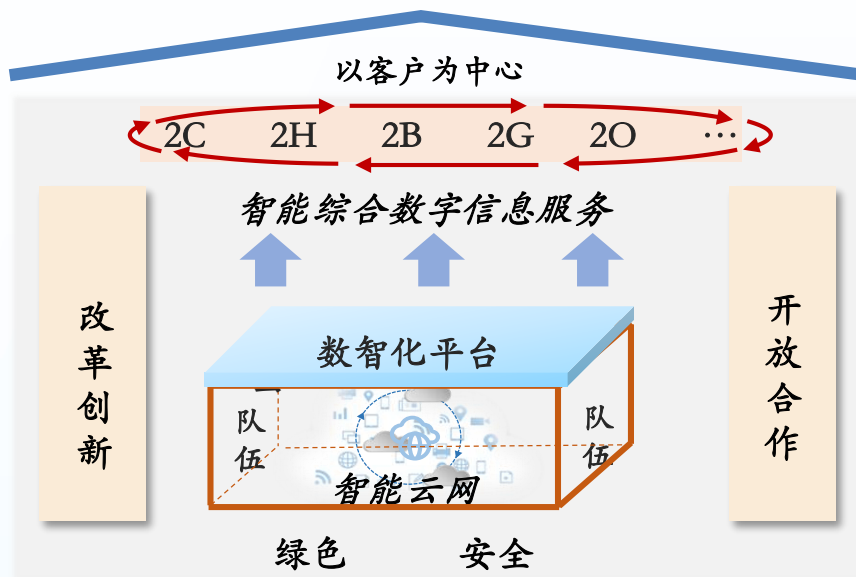 以客户为中心
2C 2H 2B 2G 2O …
智能综合数字信息服务
改革创新
开放合作
数智化平台
队伍
队伍
智能云网
绿色 安全